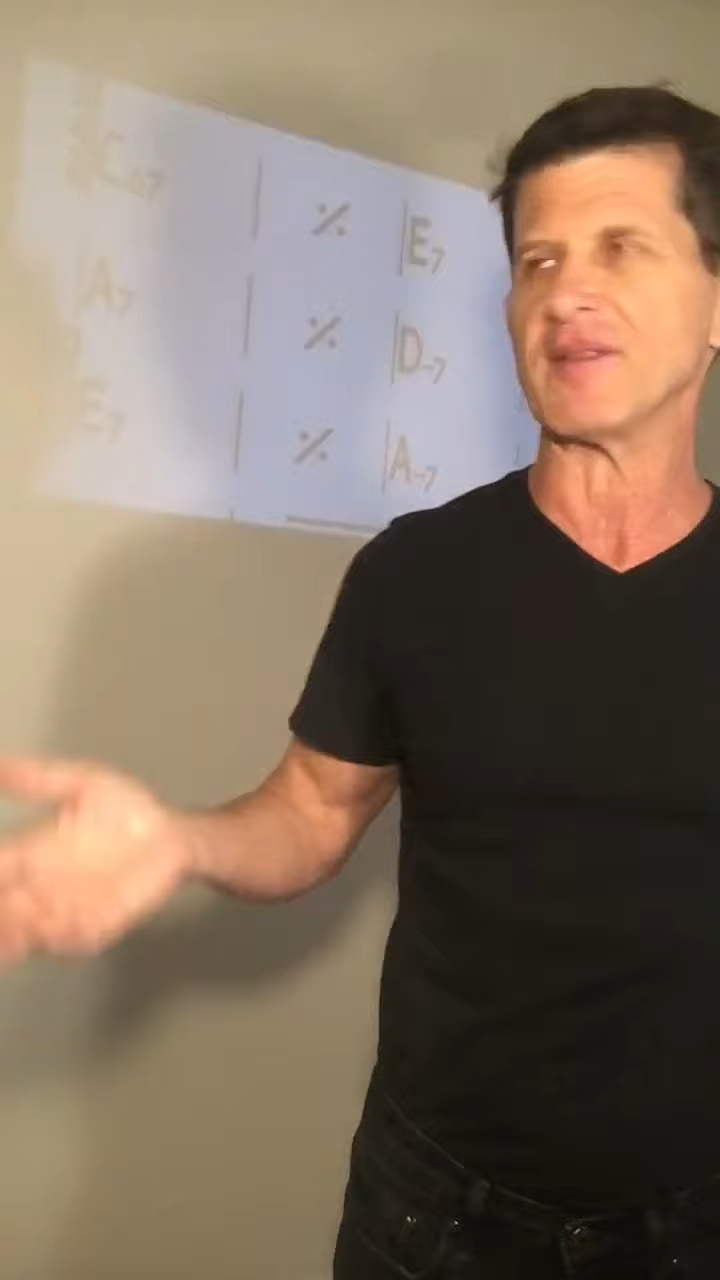 C△7 | % | E7
| A7 | % | D-7
E7 | % | A-7